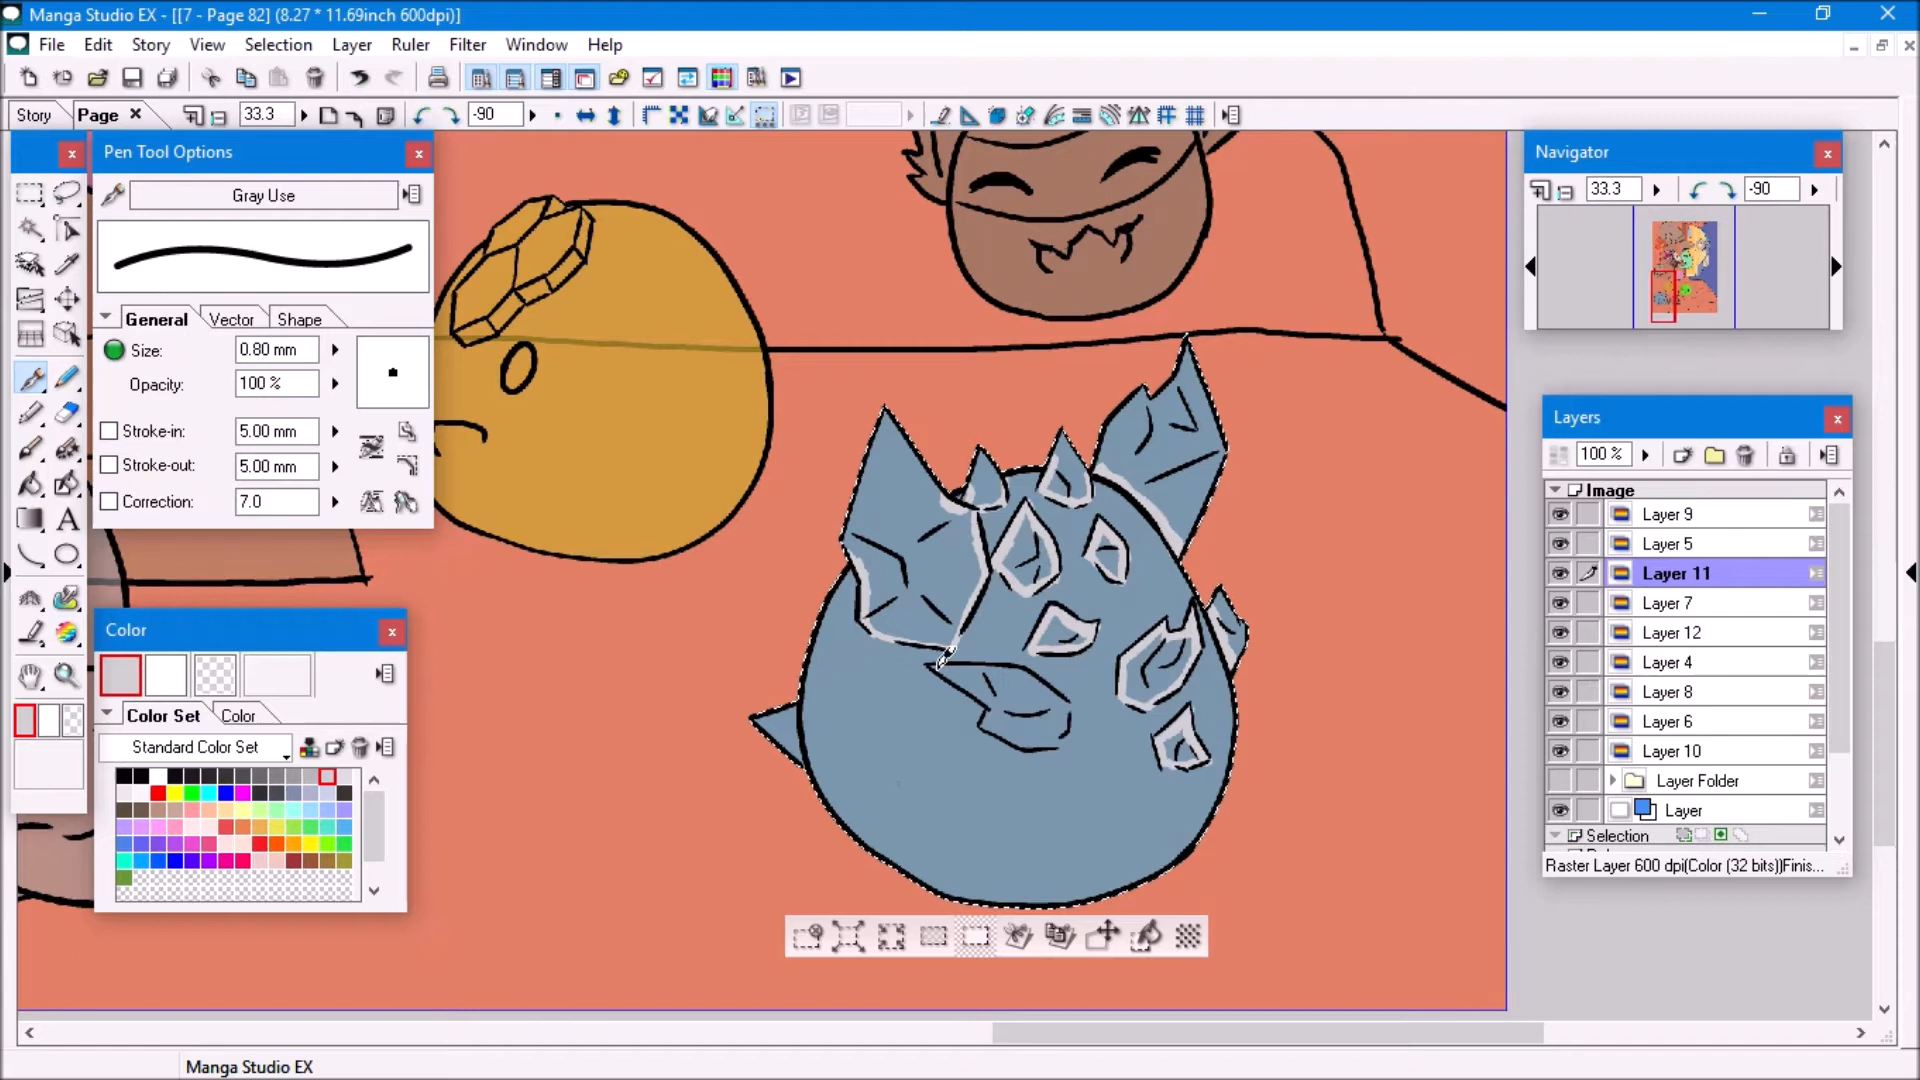 Manga Studio EX - [[7 - Page 82] (8.27 * 11.69inch 600dpi)]
File Edit Story View Selection Layer Ruler Filter Window Help
Story Page 33.3 -90
Pen Tool Options
Gray Use
General Vector Shape
Size: 0.80 mm
Opacity: 100 %
Stroke-in: 5.00 mm
Stroke-out: 5.00 mm
Correction: 7.0
A
Color
Color Set Color
Standard Color Set
Navigator
33.3 -90
Layers
100 %
Image
Layer 9
Layer 5
Layer 11
Layer 7
Layer 12
Layer 4
Layer 8
Layer 6
Layer 10
Layer Folder
Layer
Selection
Raster Layer 600 dpi(Color (32 bits))Finis...
Manga Studio EX